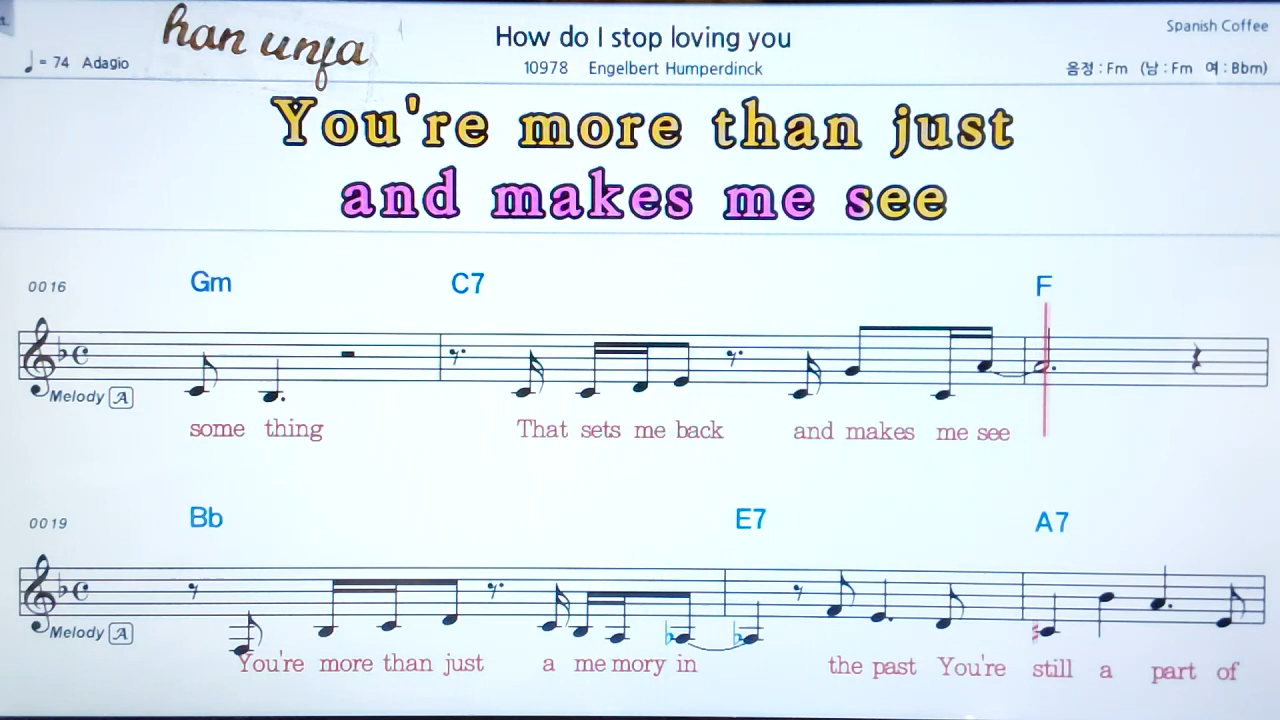 han unja
How do I stop loving you
Spanish Coffee
♩= 74 Adagio
10978 Engelbert Humperdinck
음정 : Fm (남 : Fm 여 : Bbm)
You're more than just
and makes me see
0016 Gm C7 F
Melody A
some thing That sets me back and makes me see
0019 Bb E7 A7
Melody A
You're more than just a me mory in the past You're still a part of